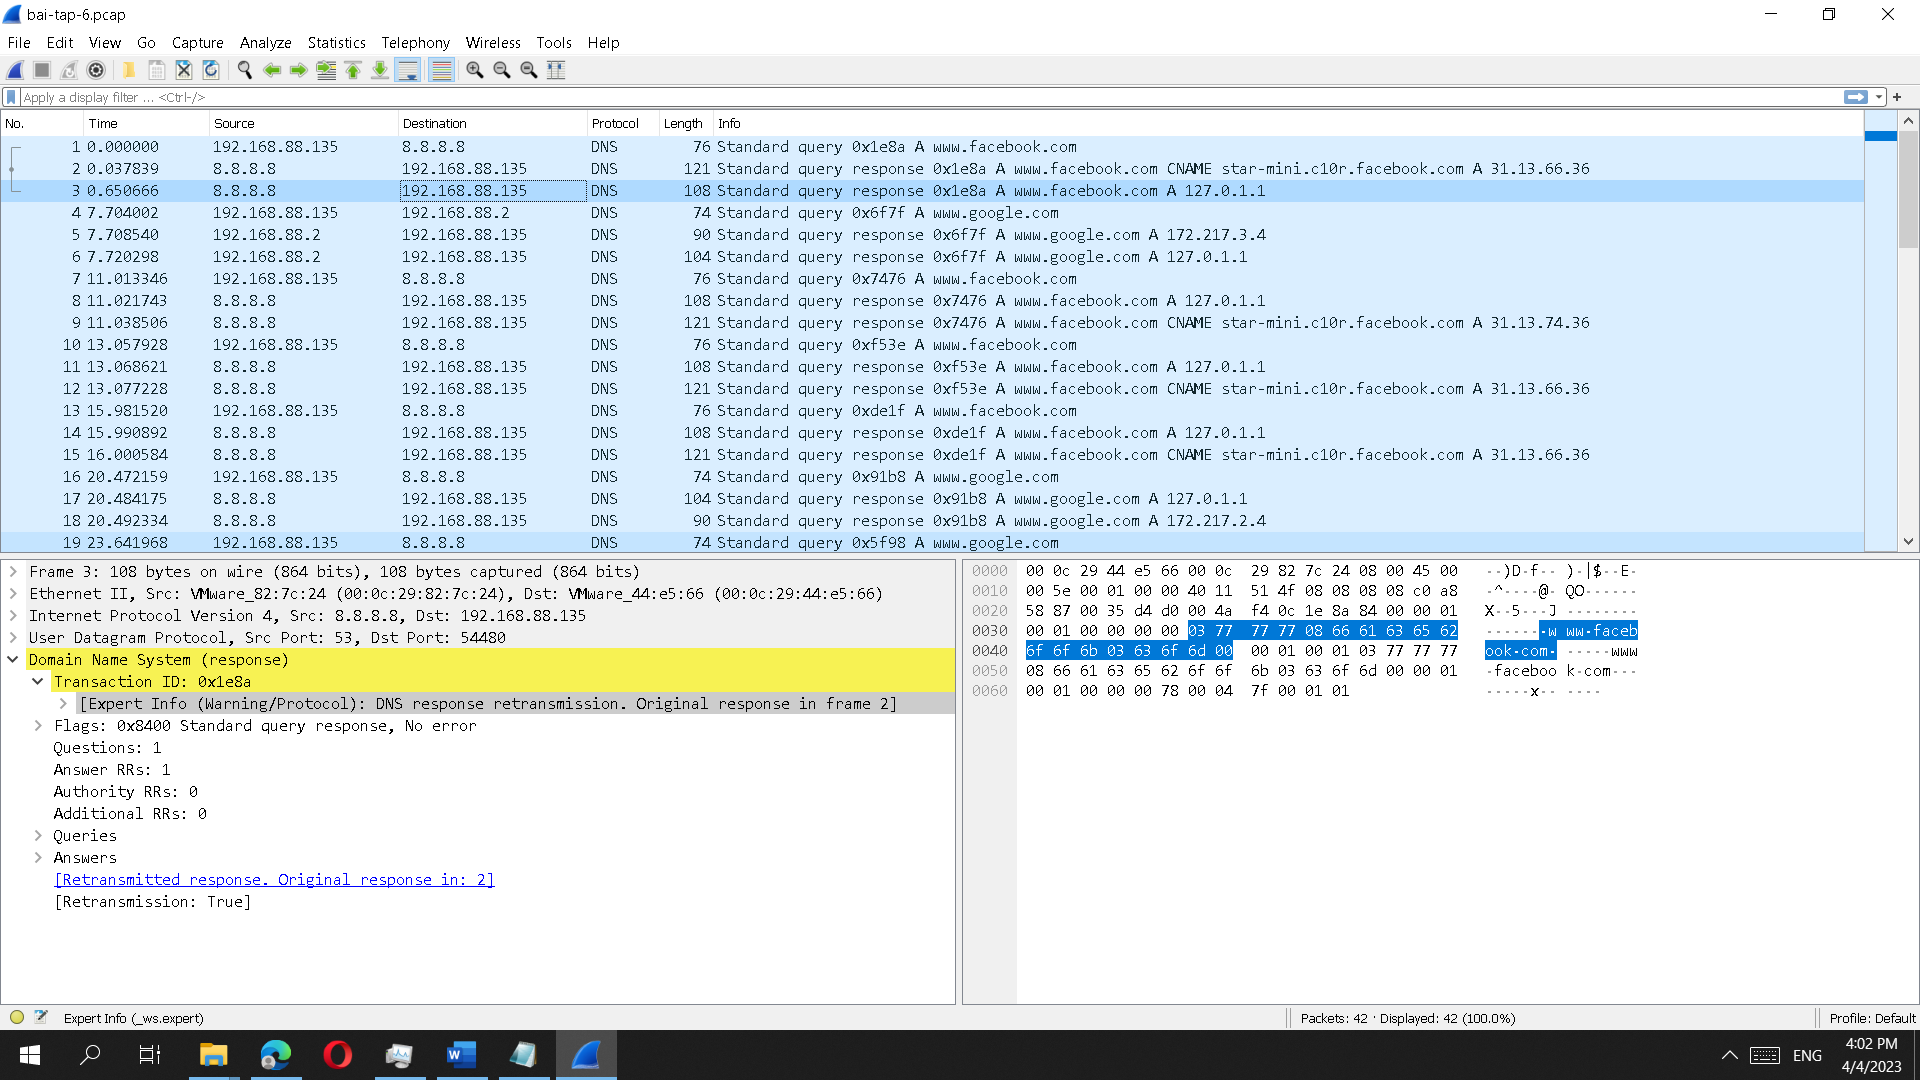 bai-tap-6.pcap
File Edit View Go Capture Analyze Statistics Telephony Wireless Tools Help
Apply a display filter ... <Ctrl-/>
No. Time Source Destination Protocol Length Info
1 0.000000 192.168.88.135 8.8.8.8 DNS 76 Standard query 0x1e8a A www.facebook.com
2 0.037839 8.8.8.8 192.168.88.135 DNS 121 Standard query response 0x1e8a A www.facebook.com CNAME star-mini.c10r.facebook.com A 31.13.66.36
3 0.650666 8.8.8.8 192.168.88.135 DNS 108 Standard query response 0x1e8a A www.facebook.com A 127.0.1.1
4 7.704002 192.168.88.135 192.168.88.2 DNS 74 Standard query 0x6f7f A www.google.com
5 7.708540 192.168.88.2 192.168.88.135 DNS 90 Standard query response 0x6f7f A www.google.com A 172.217.3.4
6 7.720298 192.168.88.2 192.168.88.135 DNS 104 Standard query response 0x6f7f A www.google.com A 127.0.1.1
7 11.013346 192.168.88.135 8.8.8.8 DNS 76 Standard query 0x7476 A www.facebook.com
8 11.021743 8.8.8.8 192.168.88.135 DNS 108 Standard query response 0x7476 A www.facebook.com A 127.0.1.1
9 11.038506 8.8.8.8 192.168.88.135 DNS 121 Standard query response 0x7476 A www.facebook.com CNAME star-mini.c10r.facebook.com A 31.13.74.36
10 13.057928 192.168.88.135 8.8.8.8 DNS 76 Standard query 0xf53e A www.facebook.com
11 13.068621 8.8.8.8 192.168.88.135 DNS 108 Standard query response 0xf53e A www.facebook.com A 127.0.1.1
12 13.077228 8.8.8.8 192.168.88.135 DNS 121 Standard query response 0xf53e A www.facebook.com CNAME star-mini.c10r.facebook.com A 31.13.66.36
13 15.981520 192.168.88.135 8.8.8.8 DNS 76 Standard query 0xde1f A www.facebook.com
14 15.990892 8.8.8.8 192.168.88.135 DNS 108 Standard query response 0xde1f A www.facebook.com A 127.0.1.1
15 16.000584 8.8.8.8 192.168.88.135 DNS 121 Standard query response 0xde1f A www.facebook.com CNAME star-mini.c10r.facebook.com A 31.13.66.36
16 20.472159 192.168.88.135 8.8.8.8 DNS 74 Standard query 0x91b8 A www.google.com
17 20.484175 8.8.8.8 192.168.88.135 DNS 104 Standard query response 0x91b8 A www.google.com A 127.0.1.1
18 20.492334 8.8.8.8 192.168.88.135 DNS 90 Standard query response 0x91b8 A www.google.com A 172.217.2.4
19 23.641968 192.168.88.135 8.8.8.8 DNS 74 Standard query 0x5f98 A www.google.com
Frame 3: 108 bytes on wire (864 bits), 108 bytes captured (864 bits)
Ethernet II, Src: VMware_82:7c:24 (00:0c:29:82:7c:24), Dst: VMware_44:e5:66 (00:0c:29:44:e5:66)
Internet Protocol Version 4, Src: 8.8.8.8, Dst: 192.168.88.135
User Datagram Protocol, Src Port: 53, Dst Port: 54480
Domain Name System (response)
Transaction ID: 0x1e8a
[Expert Info (Warning/Protocol): DNS response retransmission. Original response in frame 2]
Flags: 0x8400 Standard query response, No error
Questions: 1
Answer RRs: 1
Authority RRs: 0
Additional RRs: 0
Queries
Answers
[Retransmitted response. Original response in: 2]
[Retransmission: True]
0000 00 0c 29 44 e5 66 00 0c 29 82 7c 24 08 00 45 00 ··)D·f·· )·|$··E·
0010 00 5e 00 01 00 00 40 11 51 4f 08 08 08 08 c0 a8 ·^····@· QO······
0020 58 87 00 35 d4 d0 00 4a f4 0c 1e 8a 84 00 00 01 X··5···J ········
0030 00 01 00 00 00 00 03 77 77 77 08 66 61 63 65 62 ·······w ww·faceb
0040 6f 6f 6b 03 63 6f 6d 00 00 01 00 01 03 77 77 77 ook·com· ·····www
0050 08 66 61 63 65 62 6f 6f 6b 03 63 6f 6d 00 00 01 ·faceboo k·com···
0060 00 01 00 00 00 78 00 04 7f 00 01 01 ·····x·· ····
Expert Info (_ws.expert)
Packets: 42 · Displayed: 42 (100.0%)
Profile: Default
ENG
4:02 PM
4/4/2023